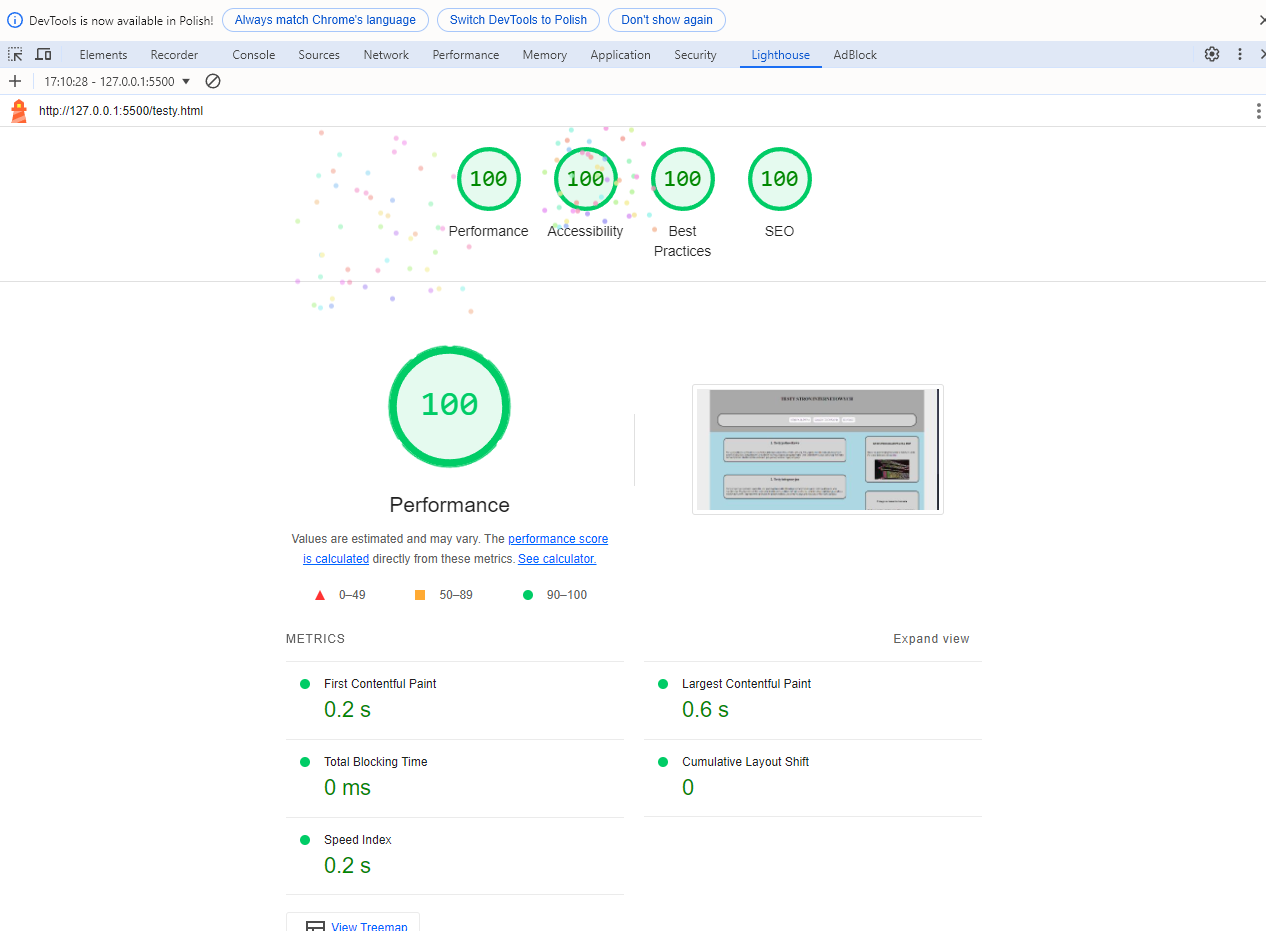 DevTools is now available in Polish! Always match Chrome's language Switch DevTools to Polish Don't show again
Elements Recorder Console Sources Network Performance Memory Application Security Lighthouse AdBlock
17:10:28 - 127.0.0.1:5500
http://127.0.0.1:5500/testy.html
100 100 100 100
Performance Accessibility Best Practices SEO
100
Performance
Values are estimated and may vary. The performance score
is calculated directly from these metrics. See calculator.
0–49 50–89 90–100
TESTY STRON INTERNETOWYCH
METRICS Expand view
First Contentful Paint
0.2 s
Largest Contentful Paint
0.6 s
Total Blocking Time
0 ms
Cumulative Layout Shift
0
Speed Index
0.2 s
View Treemap